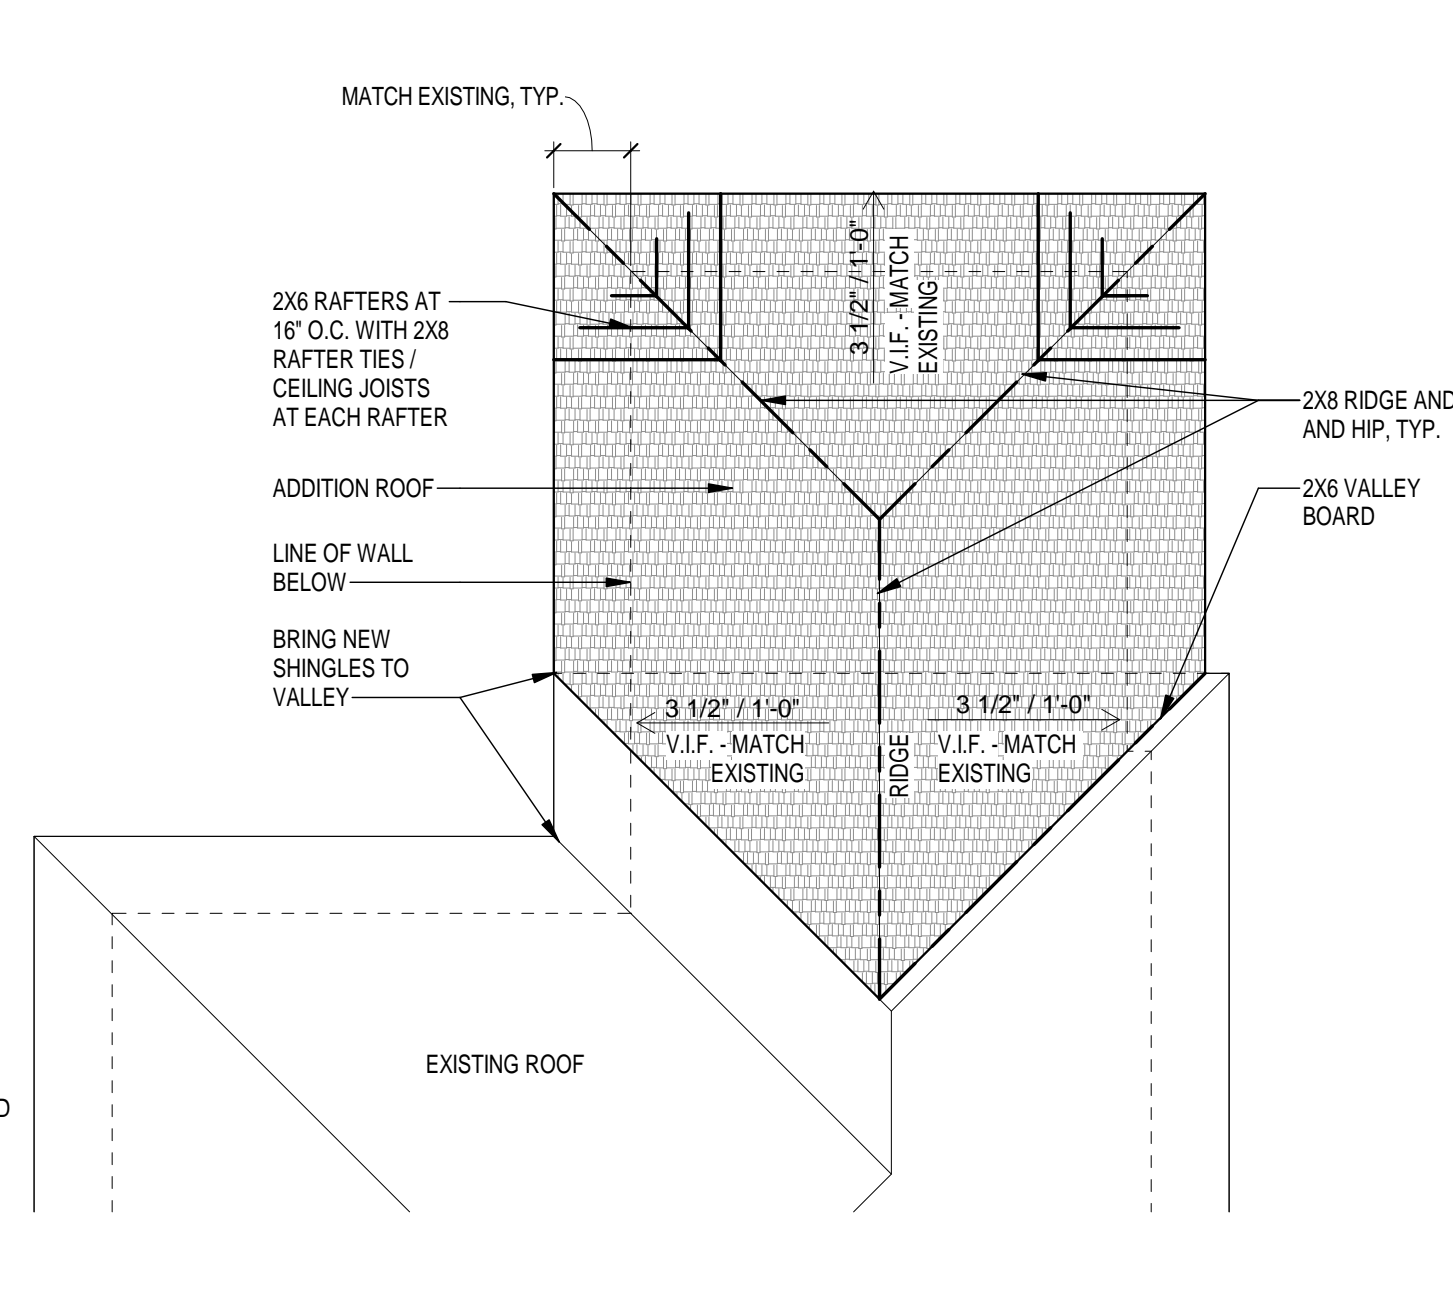 MATCH EXISTING, TYP.
3 1/2" / 1'-0"
V.I.F. - MATCH
EXISTING
2X6 RAFTERS AT
16" O.C. WITH 2X8
RAFTER TIES /
CEILING JOISTS
AT EACH RAFTER
2X8 RIDGE AND
AND HIP, TYP.
ADDITION ROOF
2X6 VALLEY
BOARD
LINE OF WALL
BELOW
BRING NEW
SHINGLES TO
VALLEY
3 1/2" / 1'-0"
V.I.F. - MATCH
EXISTING
RIDGE
3 1/2" / 1'-0"
V.I.F. - MATCH
EXISTING
EXISTING ROOF
D